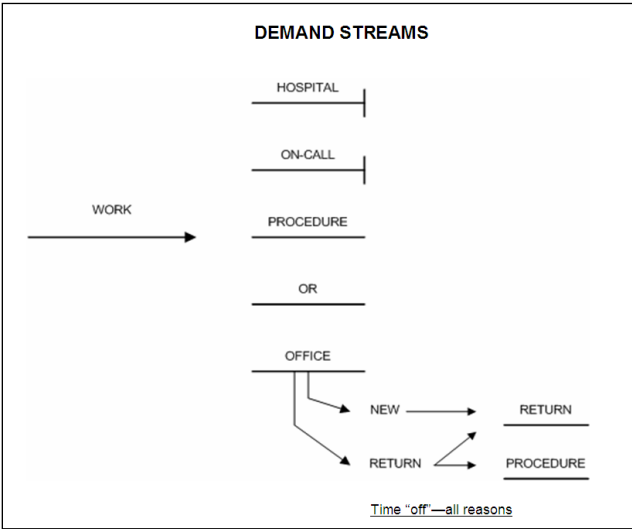 DEMAND STREAMS
HOSPITAL
ON-CALL
WORK
PROCEDURE
OR
OFFICE
NEW
RETURN
RETURN
PROCEDURE
Time “off”—all reasons